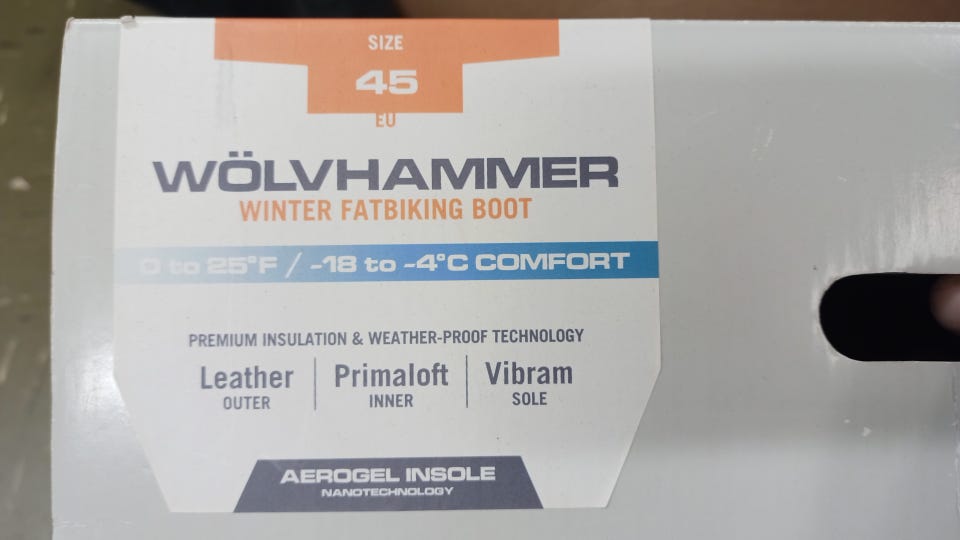 SIZE
45
EU
WÖLVHAMMER
WINTER FATBIKING BOOT
0 to 25°F / -18 to -4°C COMFORT
PREMIUM INSULATION & WEATHER-PROOF TECHNOLOGY
Leather Primaloft Vibram
OUTER INNER SOLE
AEROGEL INSOLE
NANOTECHNOLOGY